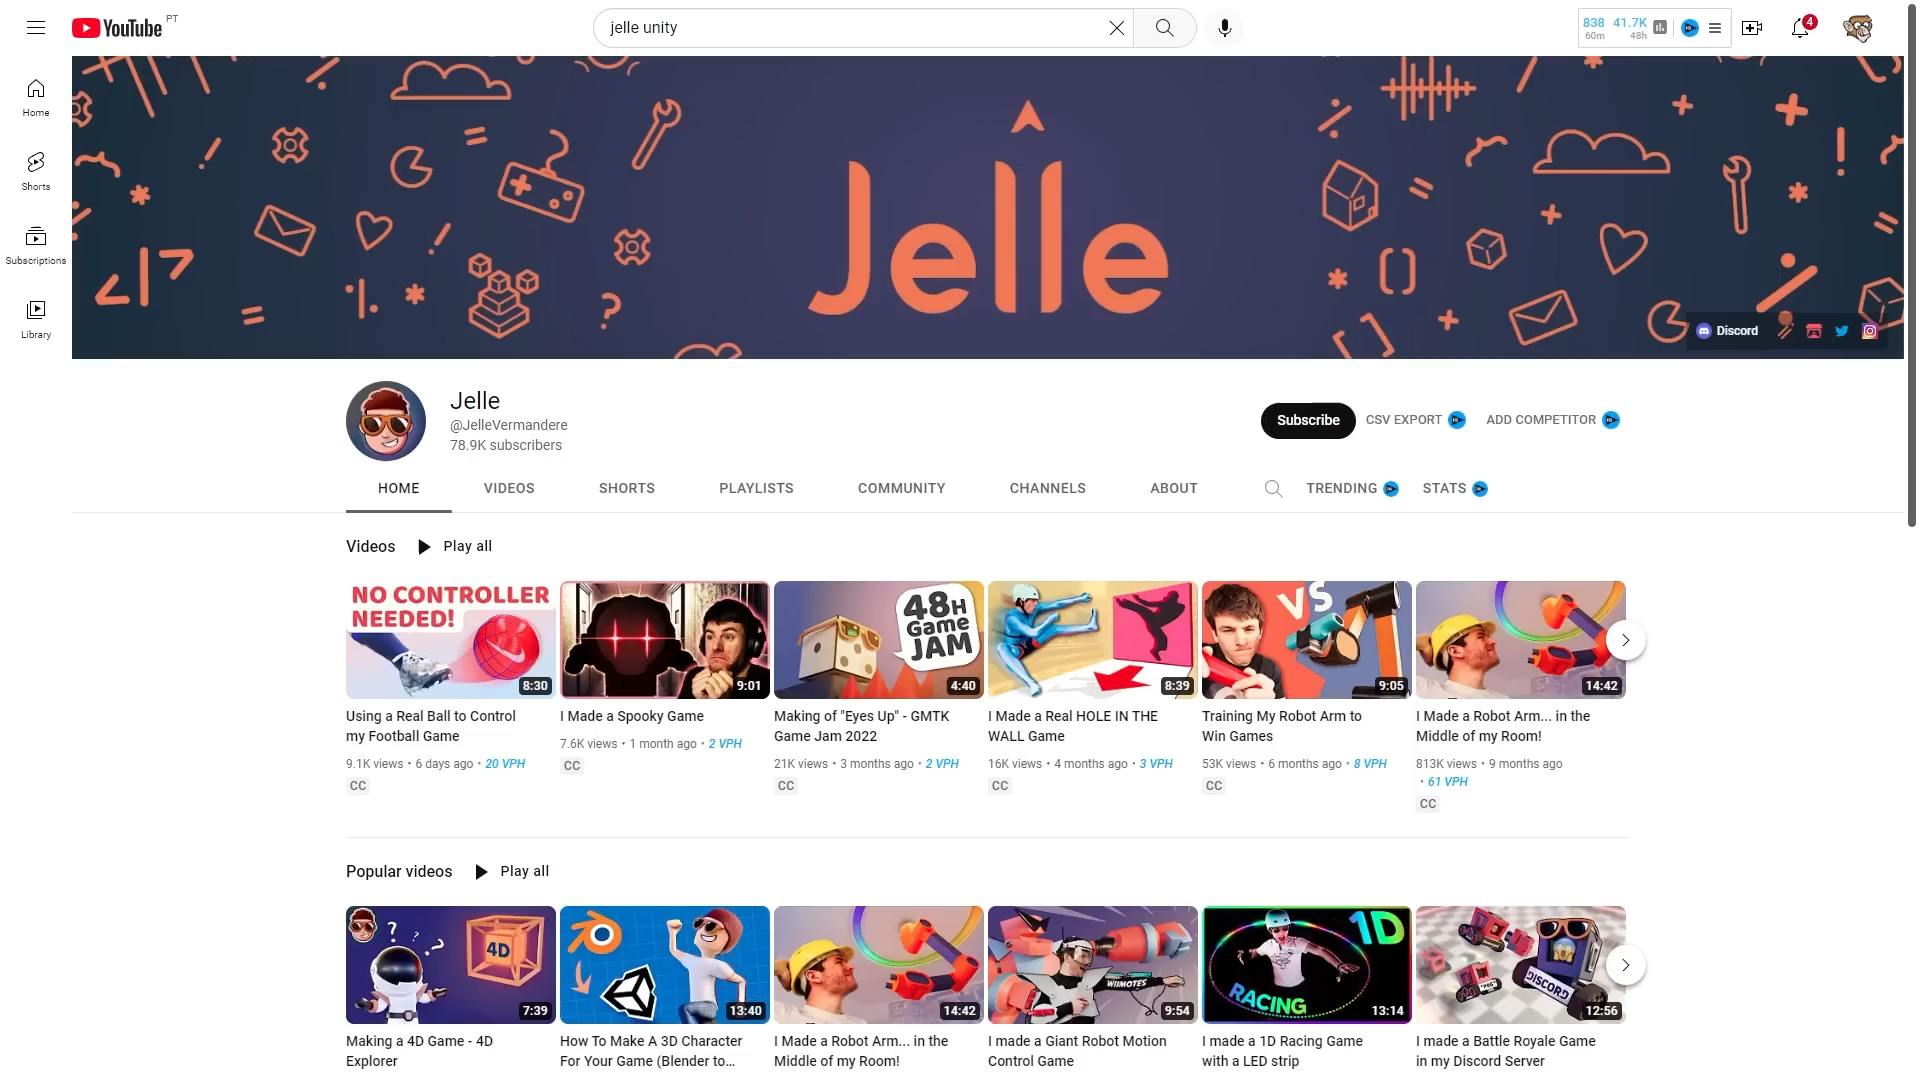 YouTube PT
jelle unity
838 41.7K
60m 48h
4
Home
Shorts
Subscriptions
Library
Jelle
Discord
Jelle
@JelleVermandere
78.9K subscribers
Subscribe
CSV EXPORT
ADD COMPETITOR
HOME VIDEOS SHORTS PLAYLISTS COMMUNITY CHANNELS ABOUT TRENDING STATS
Videos Play all
NO CONTROLLER
NEEDED!
8:30
9:01
48H
Game
JAM
4:40
8:39
VS
9:05
14:42
Using a Real Ball to Control
my Football Game
9.1K views • 6 days ago • 20 VPH
CC
I Made a Spooky Game
7.6K views • 1 month ago • 2 VPH
CC
Making of "Eyes Up" - GMTK
Game Jam 2022
21K views • 3 months ago • 2 VPH
CC
I Made a Real HOLE IN THE
WALL Game
16K views • 4 months ago • 3 VPH
CC
Training My Robot Arm to
Win Games
53K views • 6 months ago • 8 VPH
CC
I Made a Robot Arm... in the
Middle of my Room!
813K views • 9 months ago
• 61 VPH
CC
Popular videos Play all
? ? ?
4D
7:39
13:40
14:42
WIIMOTES
9:54
1D
RACING
13:14
DISCORD
12:56
Making a 4D Game - 4D
Explorer
How To Make A 3D Character
For Your Game (Blender to...
I Made a Robot Arm... in the
Middle of my Room!
I made a Giant Robot Motion
Control Game
I made a 1D Racing Game
with a LED strip
I made a Battle Royale Game
in my Discord Server